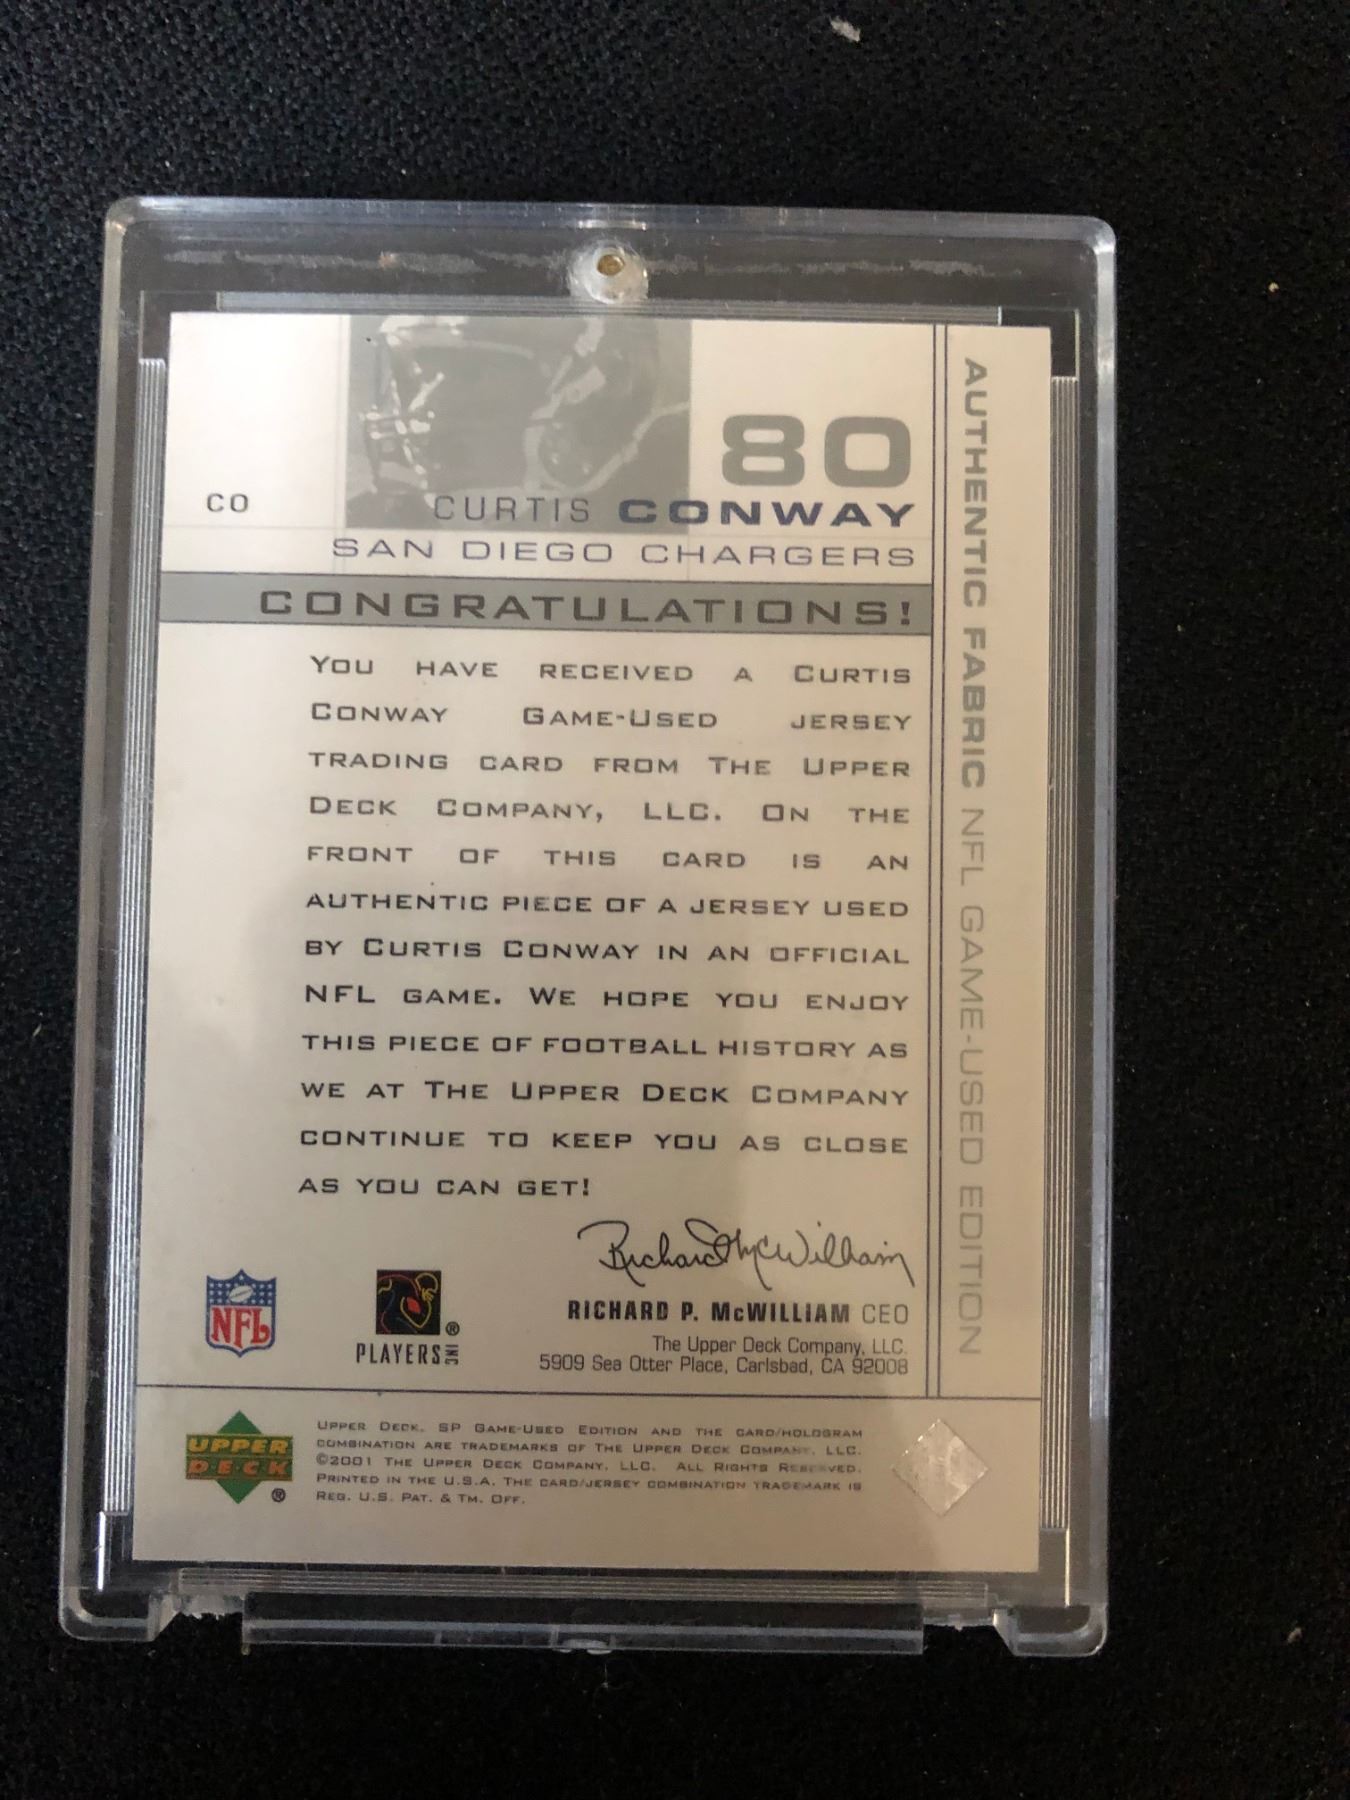 80
CO
CURTIS CONWAY
SAN DIEGO CHARGERS
CONGRATULATIONS!
YOU HAVE RECEIVED A CURTIS
CONWAY GAME-USED JERSEY
TRADING CARD FROM THE UPPER
DECK COMPANY, LLC. ON THE
FRONT OF THIS CARD IS AN
AUTHENTIC PIECE OF A JERSEY USED
BY CURTIS CONWAY IN AN OFFICIAL
NFL GAME. WE HOPE YOU ENJOY
THIS PIECE OF FOOTBALL HISTORY AS
WE AT THE UPPER DECK COMPANY
CONTINUE TO KEEP YOU AS CLOSE
AS YOU CAN GET!
Richard McWilliam
RICHARD P. McWILLIAM CEO
The Upper Deck Company, LLC.
5909 Sea Otter Place, Carlsbad, CA 92008
NFL
PLAYERS INC ®
AUTHENTIC FABRIC NFL GAME-USED EDITION
UPPER DECK ®
UPPER DECK, SP GAME-USED EDITION AND THE CARD/HOLOGRAM
COMBINATION ARE TRADEMARKS OF THE UPPER DECK COMPANY, LLC.
©2001 THE UPPER DECK COMPANY, LLC. ALL RIGHTS RESERVED.
PRINTED IN THE U.S.A. THE CARD/JERSEY COMBINATION TRADEMARK IS
REG. U.S. PAT. & TM. OFF.